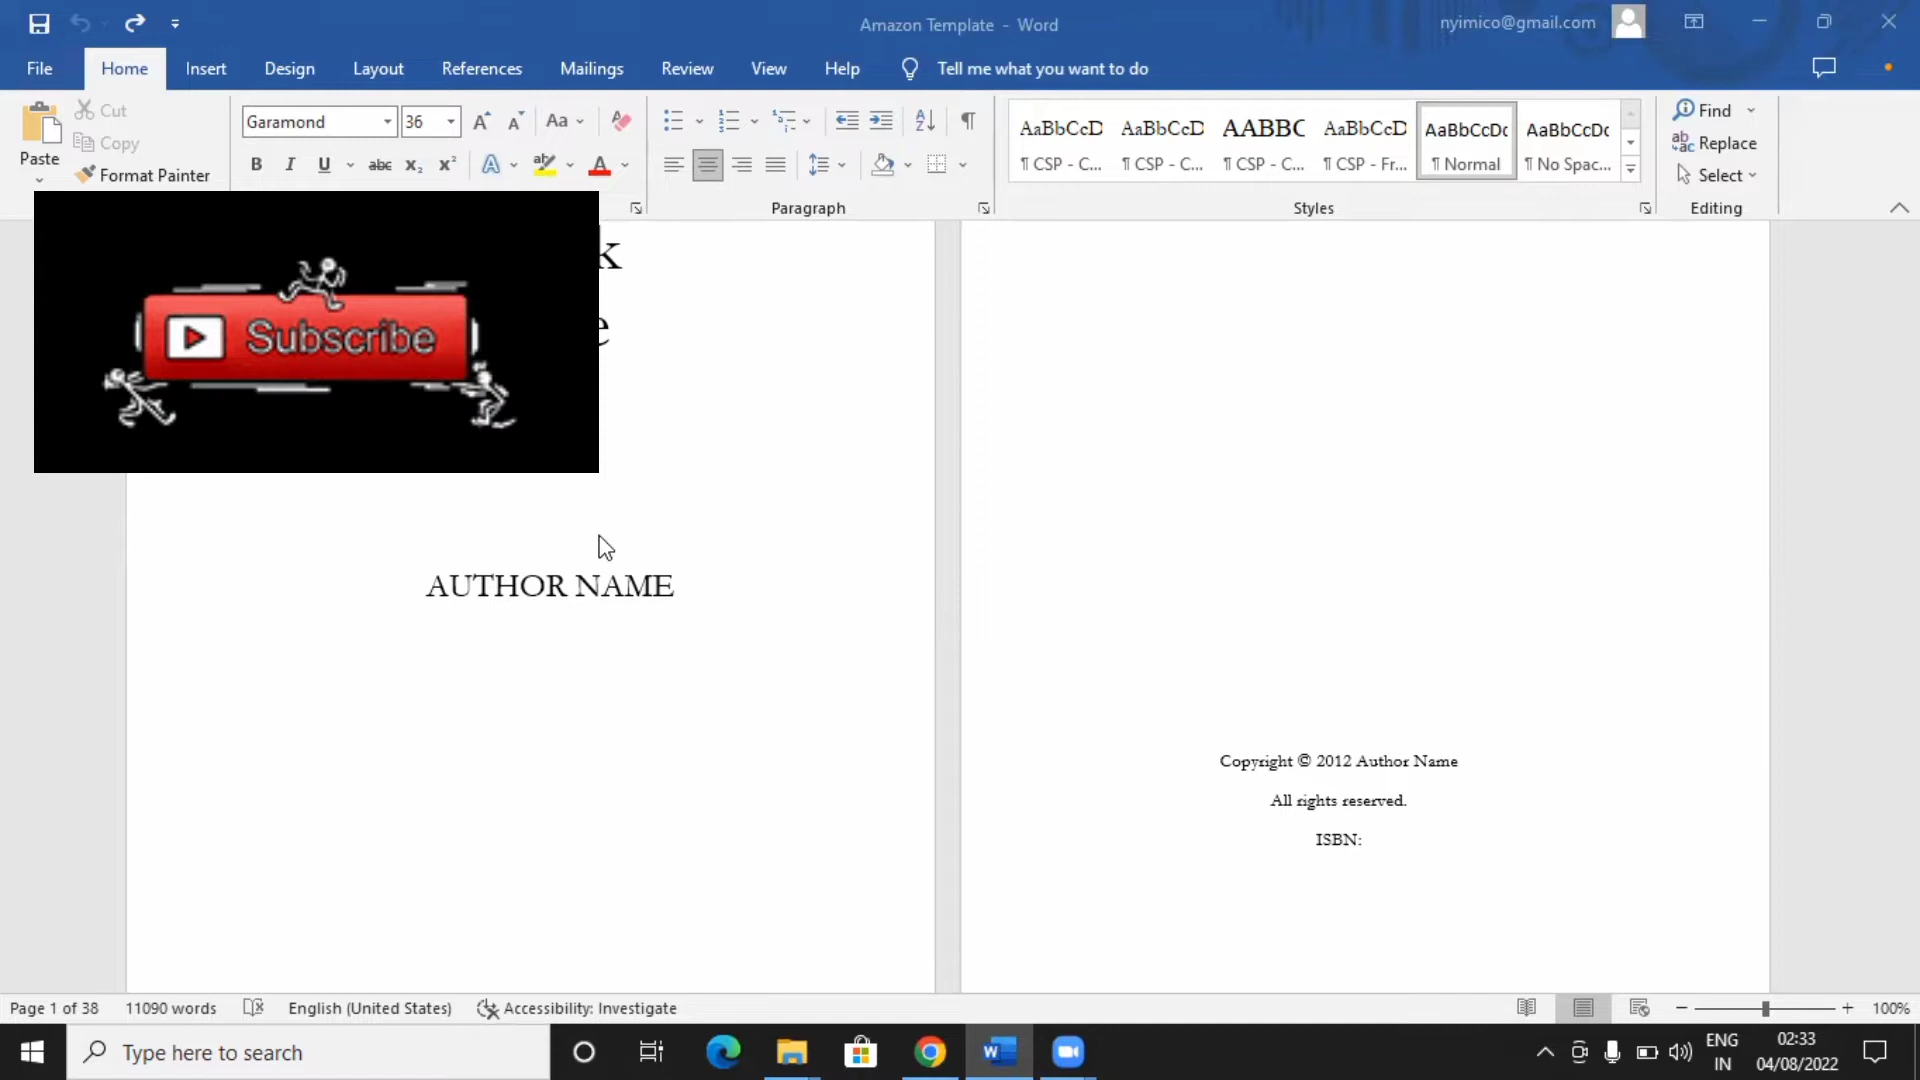 Amazon Template - Word
nyimico@gmail.com
File Home Insert Design Layout References Mailings Review View Help Tell me what you want to do
Paste
Cut
Copy
Format Painter
Garamond 36
Paragraph
AaBbCcD AaBbCcD AABBC AaBbCcD AaBbCcDc AaBbCcDc
¶ CSP - C... ¶ CSP - C... ¶ CSP - C... ¶ CSP - Fr... ¶ Normal ¶ No Spac...
Styles
Find
Replace
Select
Editing
Subscribe
k
e
AUTHOR NAME
Copyright © 2012 Author Name
All rights reserved.
ISBN:
Page 1 of 38 11090 words English (United States) Accessibility: Investigate 100%
Type here to search
ENG
IN
02:33
04/08/2022